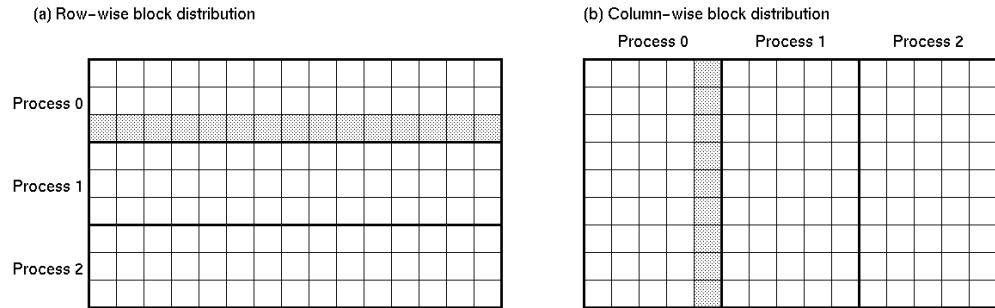 (a) Row-wise block distribution
Process 0
Process 1
Process 2
(b) Column-wise block distribution
Process 0 Process 1 Process 2